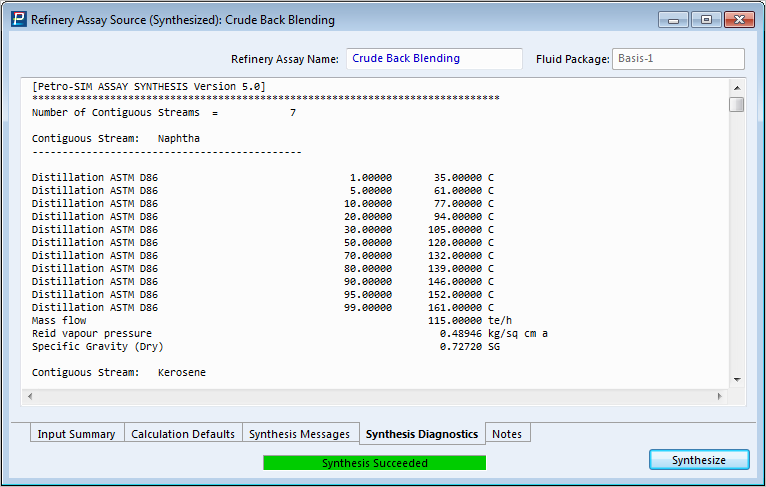 Refinery Assay Source (Synthesized): Crude Back Blending
Refinery Assay Name: Crude Back Blending Fluid Package: Basis-1
[Petro-SIM ASSAY SYNTHESIS Version 5.0]
******************************************************************************
Number of Contiguous Streams = 7
Contiguous Stream: Naphtha
---------------------------------------------
Distillation ASTM D86 1.00000 35.00000 C
Distillation ASTM D86 5.00000 61.00000 C
Distillation ASTM D86 10.00000 77.00000 C
Distillation ASTM D86 20.00000 94.00000 C
Distillation ASTM D86 30.00000 105.00000 C
Distillation ASTM D86 50.00000 120.00000 C
Distillation ASTM D86 70.00000 132.00000 C
Distillation ASTM D86 80.00000 139.00000 C
Distillation ASTM D86 90.00000 146.00000 C
Distillation ASTM D86 95.00000 152.00000 C
Distillation ASTM D86 99.00000 161.00000 C
Mass flow 115.00000 te/h
Reid vapour pressure 0.48946 kg/sq cm a
Specific Gravity (Dry) 0.72720 SG
Contiguous Stream: Kerosene
Input Summary Calculation Defaults Synthesis Messages Synthesis Diagnostics Notes
Synthesis Succeeded Synthesize